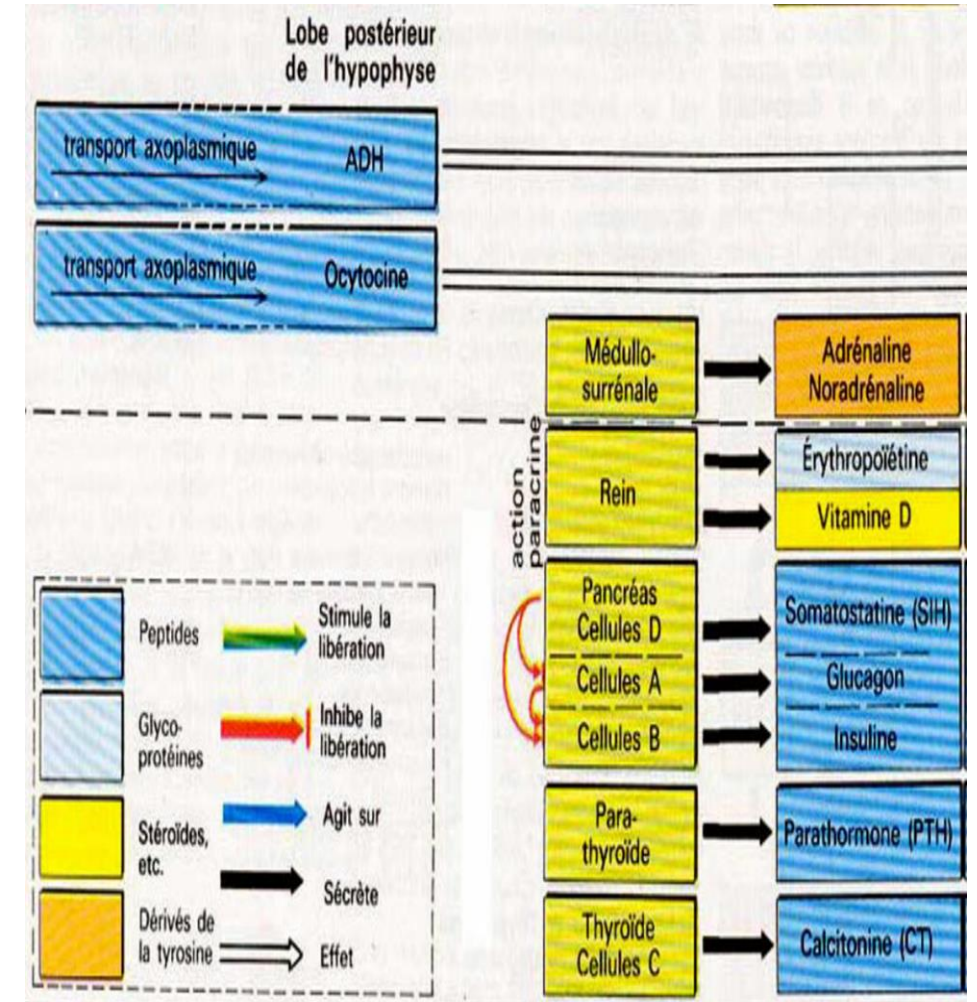 Lobe postérieur
de l'hypophyse
transport axoplasmique
ADH
transport axoplasmique
Ocytocine
Médullo-
surrénale
Adrénaline
Noradrénaline
action
paracrine
Rein
Érythropoïétine
Vitamine D
Pancréas
Cellules D
Somatostatine (SIH)
Cellules A
Glucagon
Cellules B
Insuline
Para-
thyroïde
Parathormone (PTH)
Thyroïde
Cellules C
Calcitonine (CT)
Peptides
Stimule la
libération
Glyco-
protéines
Inhibe la
libération
Stéroïdes,
etc.
Agit sur
Sécrète
Dérivés de
la tyrosine
Effet